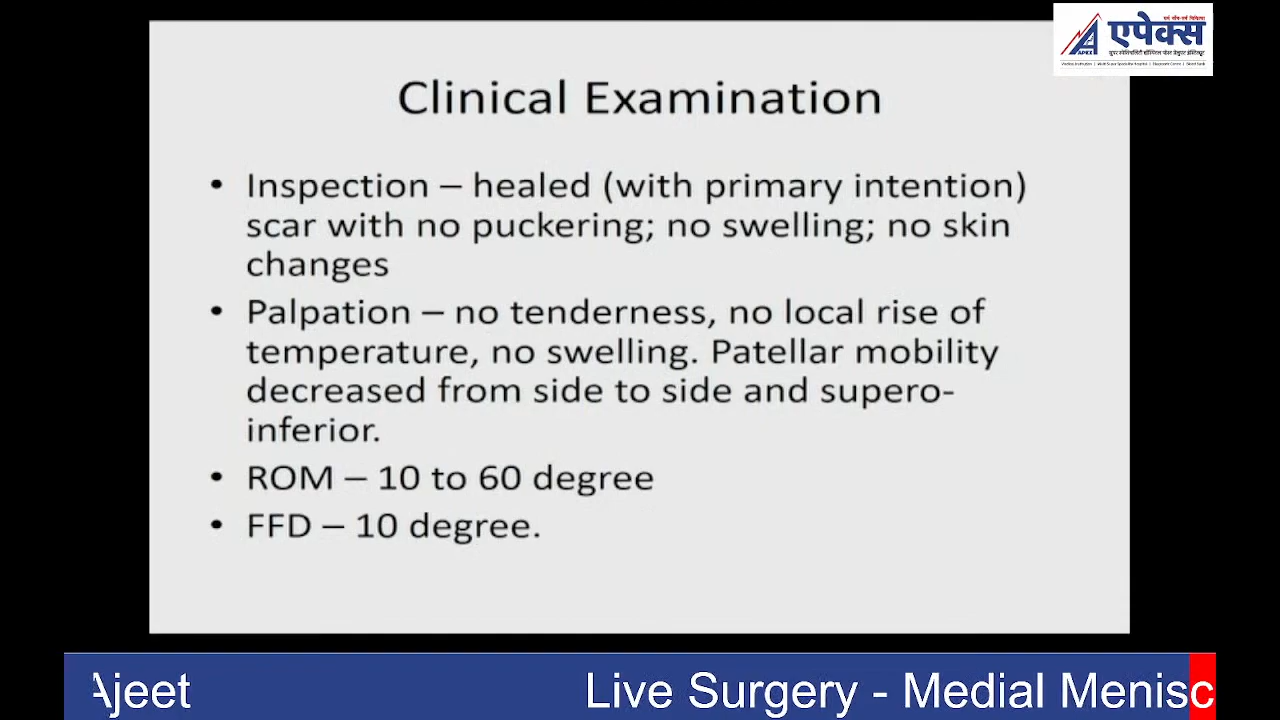 एपेक्स
APEX
Clinical Examination
• Inspection – healed (with primary intention)
scar with no puckering; no swelling; no skin
changes
• Palpation – no tenderness, no local rise of
temperature, no swelling. Patellar mobility
decreased from side to side and supero-
inferior.
• ROM – 10 to 60 degree
• FFD – 10 degree.
Ajeet Live Surgery - Medial Menisc